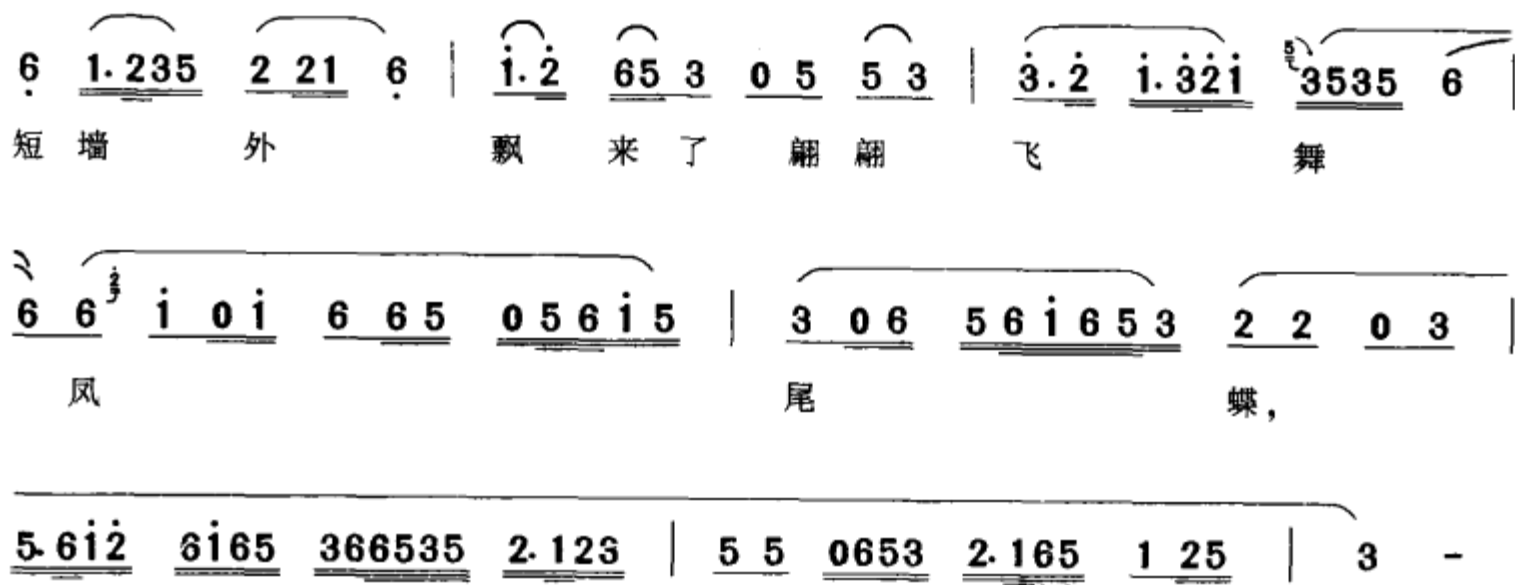 6 1.235 2 21 6 | 1.2 65 3 0 5 5 3 | 3.2 1.321 5 3535 6 |
短 墙 外 飘 来 了 翩 翩 飞 舞
6 6 2 1 0 1 6 6 5 0 5 6 1 5 | 3 0 6 5 6 1 6 5 3 2 2 0 3 |
凤 尾 蝶，
5.612 6165 366535 2.123 | 5 5 0653 2.165 1 25 | 3 -